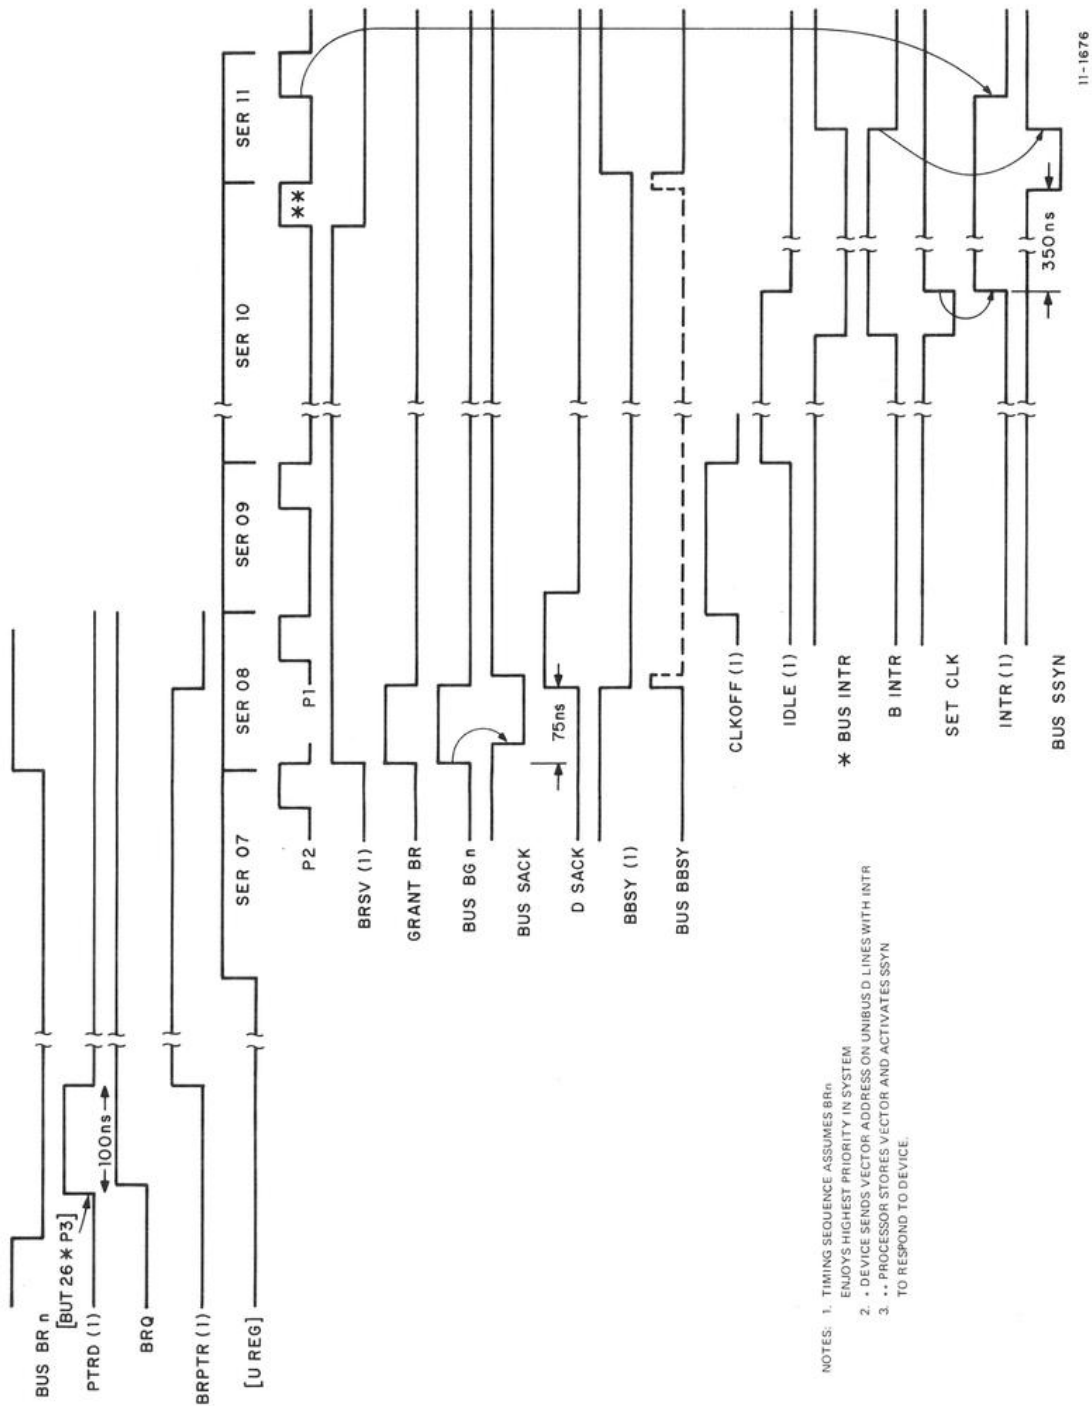 BUS BR n
[BUT 26 * P3]
PTRD (1)
100ns
BRQ
BRPTR (1)
[U REG]
SER 07
SER 08
SER 09
SER 10
SER 11
P2
P1
**
BRSV (1)
GRANT BR
BUS BG n
BUS SACK
75ns
D SACK
BBSY (1)
BUS BBSY
CLKOFF (1)
IDLE (1)
* BUS INTR
B INTR
SET CLK
INTR (1)
350ns
BUS SSYN
NOTES: 1. TIMING SEQUENCE ASSUMES BRn
ENJOYS HIGHEST PRIORITY IN SYSTEM
2. * DEVICE SENDS VECTOR ADDRESS ON UNIBUS D LINES WITH INTR
3. ** PROCESSOR STORES VECTOR AND ACTIVATES SSYN
TO RESPOND TO DEVICE.
11-1676